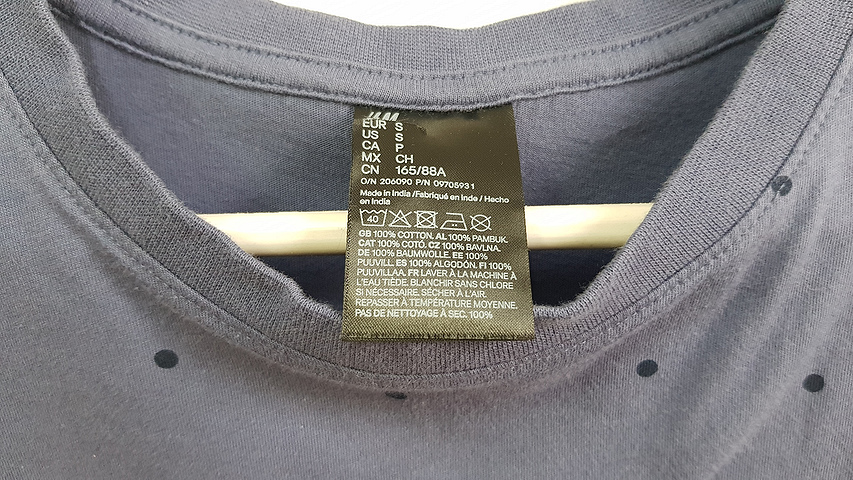 EUR S
US S
CA P
MX CH
CN 165/88A
O/N 206090 P/N 09705931
Made in India /Fabriqué en Inde / Hecho
en India
40
GB 100% COTTON. AL 100% PAMBUK.
CAT 100% COTÓ. CZ 100% BAVLNA.
DE 100% BAUMWOLLE. EE 100%
PUUVILL. ES 100% ALGODÓN. FI 100%
PUUVILLAA. FR LAVER À LA MACHINE À
L'EAU TIÈDE. BLANCHIR SANS CHLORE
SI NÉCESSAIRE. SÉCHER À L'AIR.
REPASSER À TEMPÉRATURE MOYENNE.
PAS DE NETTOYAGE À SEC. 100%